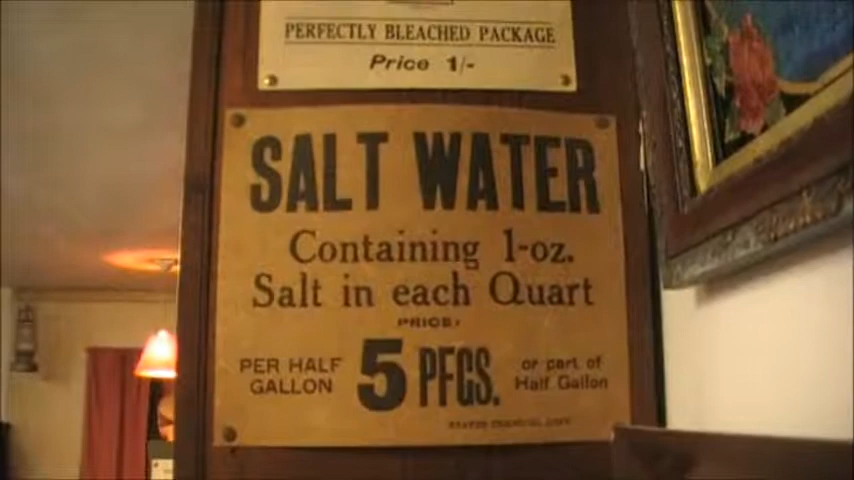 PERFECTLY BLEACHED PACKAGE
Price 1/-
SALT WATER
Containing 1-oz.
Salt in each Quart
PRICE:
PER HALF GALLON 5 PFGS. or part of Half Gallon